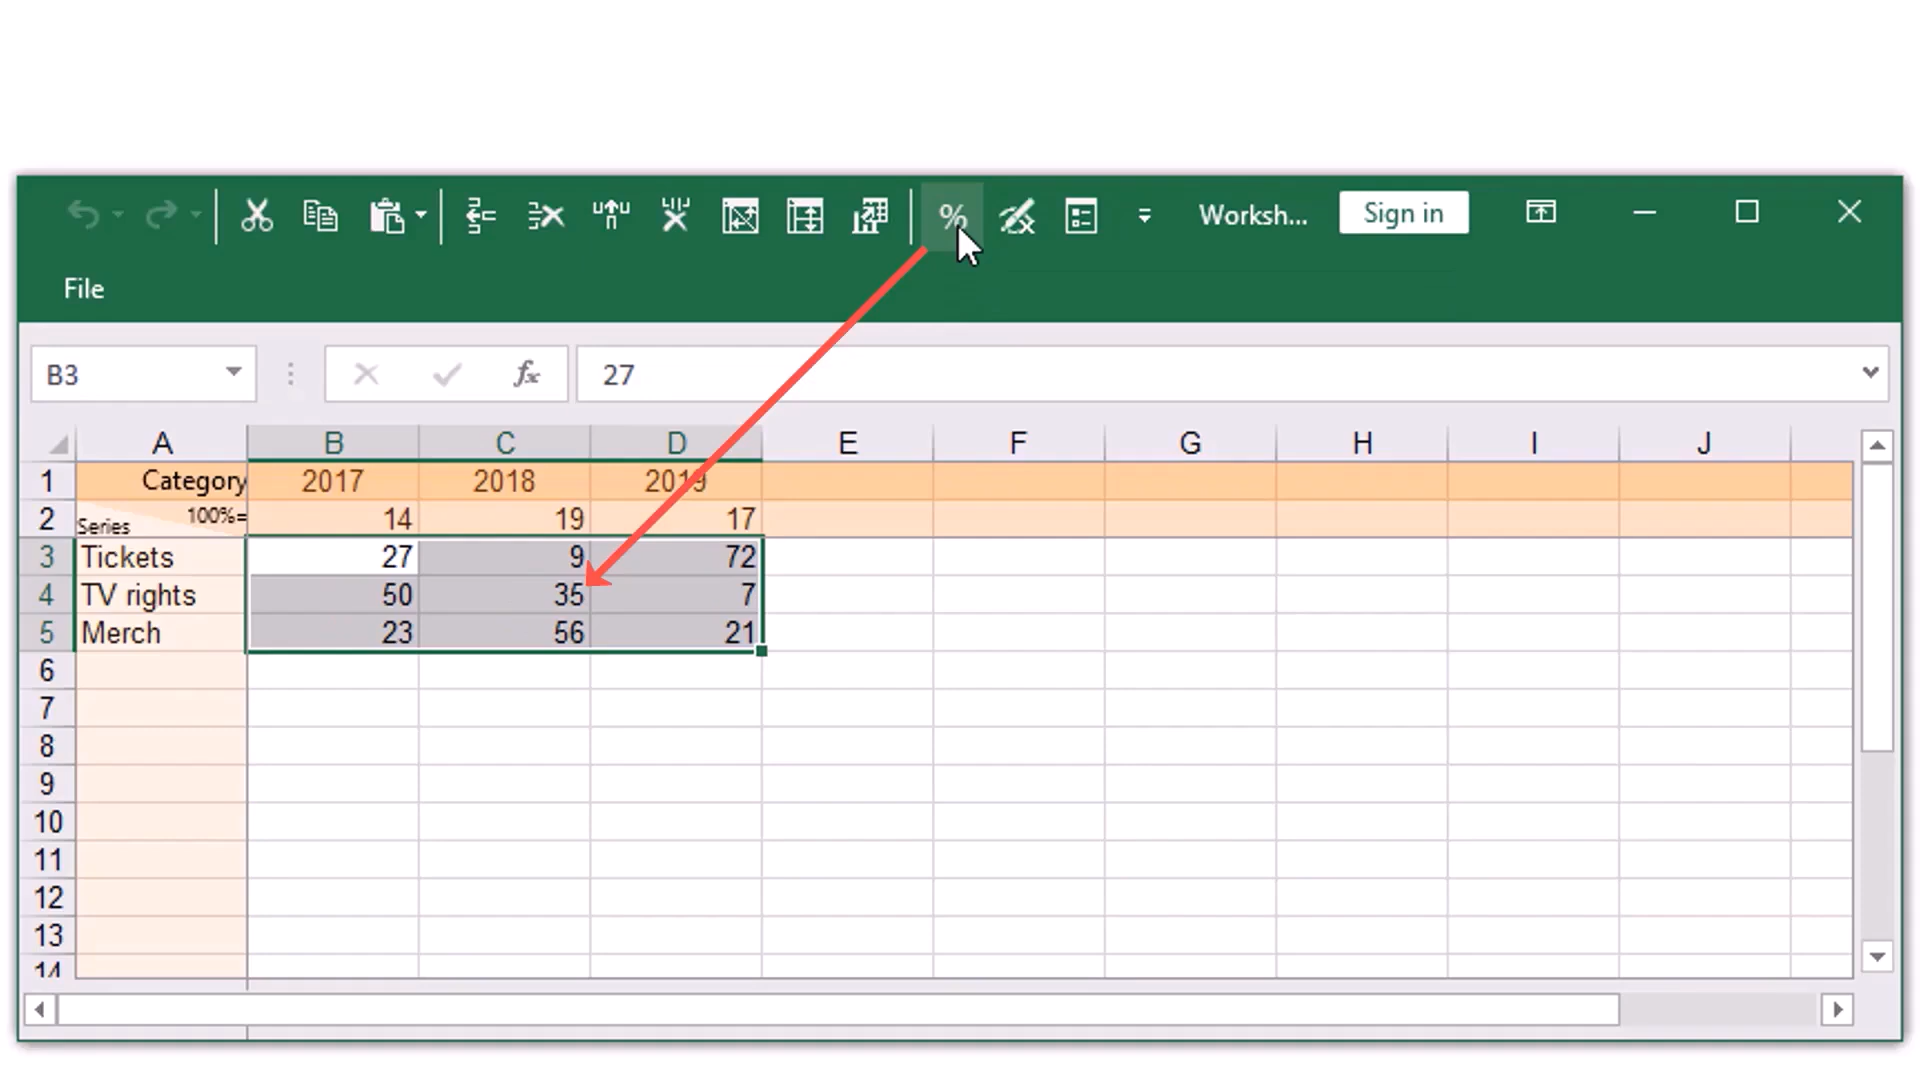 % Worksh... Sign in
File
B3 fx 27
A B C D E F G H I J
1 Category 2017 2018 2019
2 Series 100%= 14 19 17
3 Tickets 27 9 72
4 TV rights 50 35 7
5 Merch 23 56 21
6
7
8
9
10
11
12
13
14